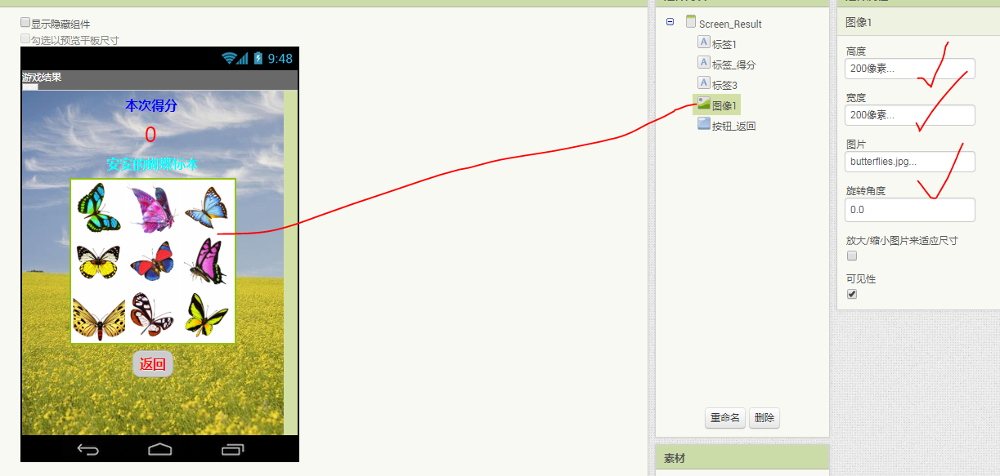 显示隐藏组件
勾选以预览平板尺寸
9:48
游戏结果
本次得分
0
安安的蝴蝶标本
返回
Screen_Result
标签1
标签_得分
标签3
图像1
按钮_返回
重命名 删除
素材
图像1
高度
200像素...
宽度
200像素...
图片
butterflies.jpg...
旋转角度
0.0
放大/缩小图片来适应尺寸
可见性